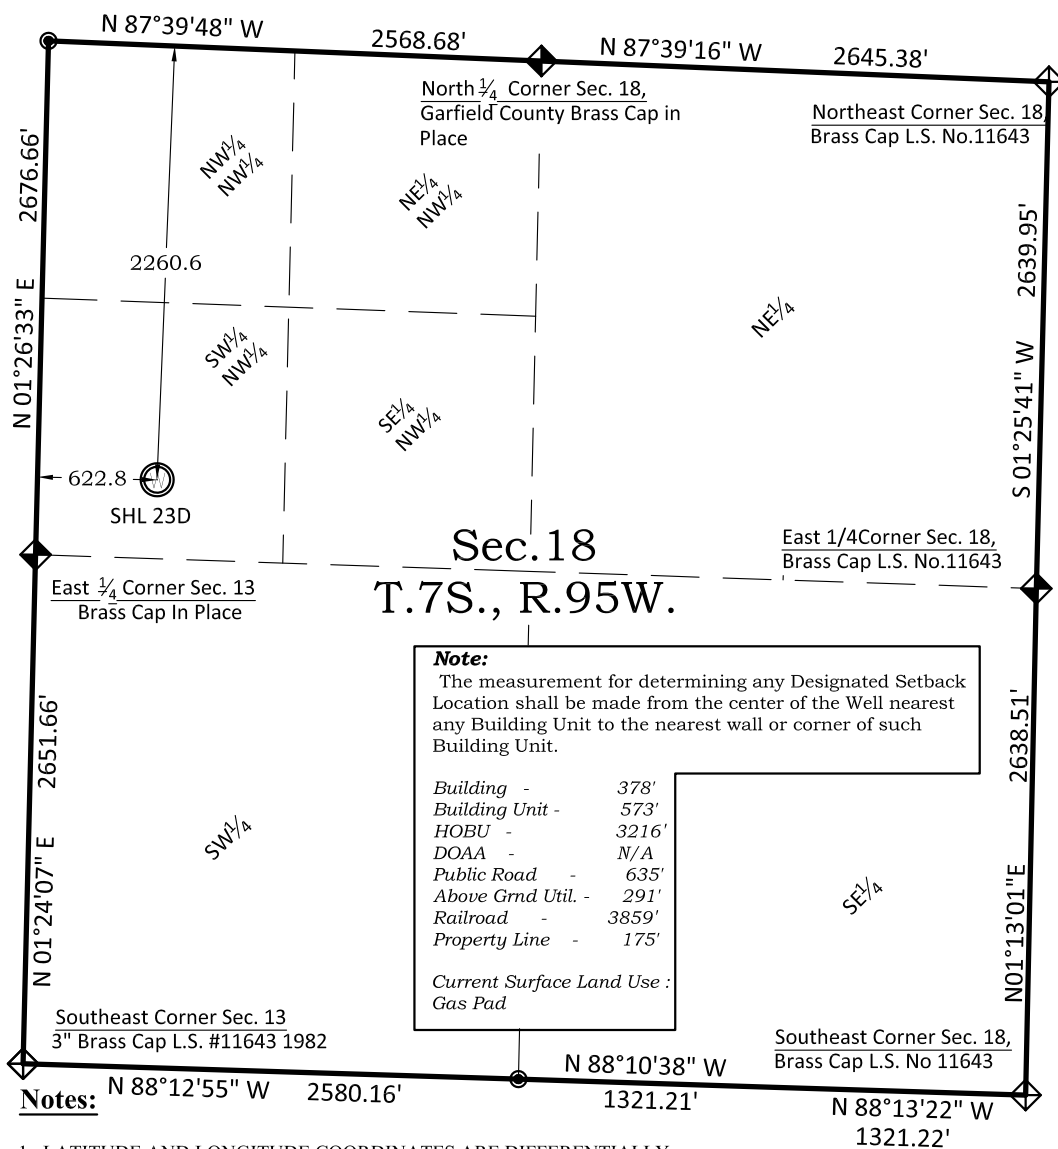 N 87°39'48" W 2568.68' N 87°39'16" W 2645.38'
North 1/4 Corner Sec. 18,
Garfield County Brass Cap in
Place
Northeast Corner Sec. 18,
Brass Cap L.S. No.11643
2676.66'
N 01°26'33" E
NW1/4
NW1/4
NE1/4
NW1/4
2260.6
2639.95'
S 01°25'41" W
NE1/4
SW1/4
NW1/4
SE1/4
NW1/4
622.8
W
SHL 23D
Sec.18
T.7S., R.95W.
East 1/4Corner Sec. 18,
Brass Cap L.S. No.11643
East 1/4 Corner Sec. 13
Brass Cap In Place
Note:
The measurement for determining any Designated Setback
Location shall be made from the center of the Well nearest
any Building Unit to the nearest wall or corner of such
Building Unit.
Building - 378'
Building Unit - 573'
HOBU - 3216'
DOAA - N/A
Public Road - 635'
Above Grnd Util. - 291'
Railroad - 3859'
Property Line - 175'
Current Surface Land Use :
Gas Pad
2651.66'
N 01°24'07" E
SW1/4
2638.51'
N01°13'01"E
SE1/4
Southeast Corner Sec. 13
3" Brass Cap L.S. #11643 1982
Southeast Corner Sec. 18,
Brass Cap L.S. No 11643
N 88°12'55" W 2580.16'
N 88°10'38" W
1321.21'
N 88°13'22" W
1321.22'
Notes:
1. LATITUDE AND LONGITUDE COORDINATES ARE DIFFERENTIALLY